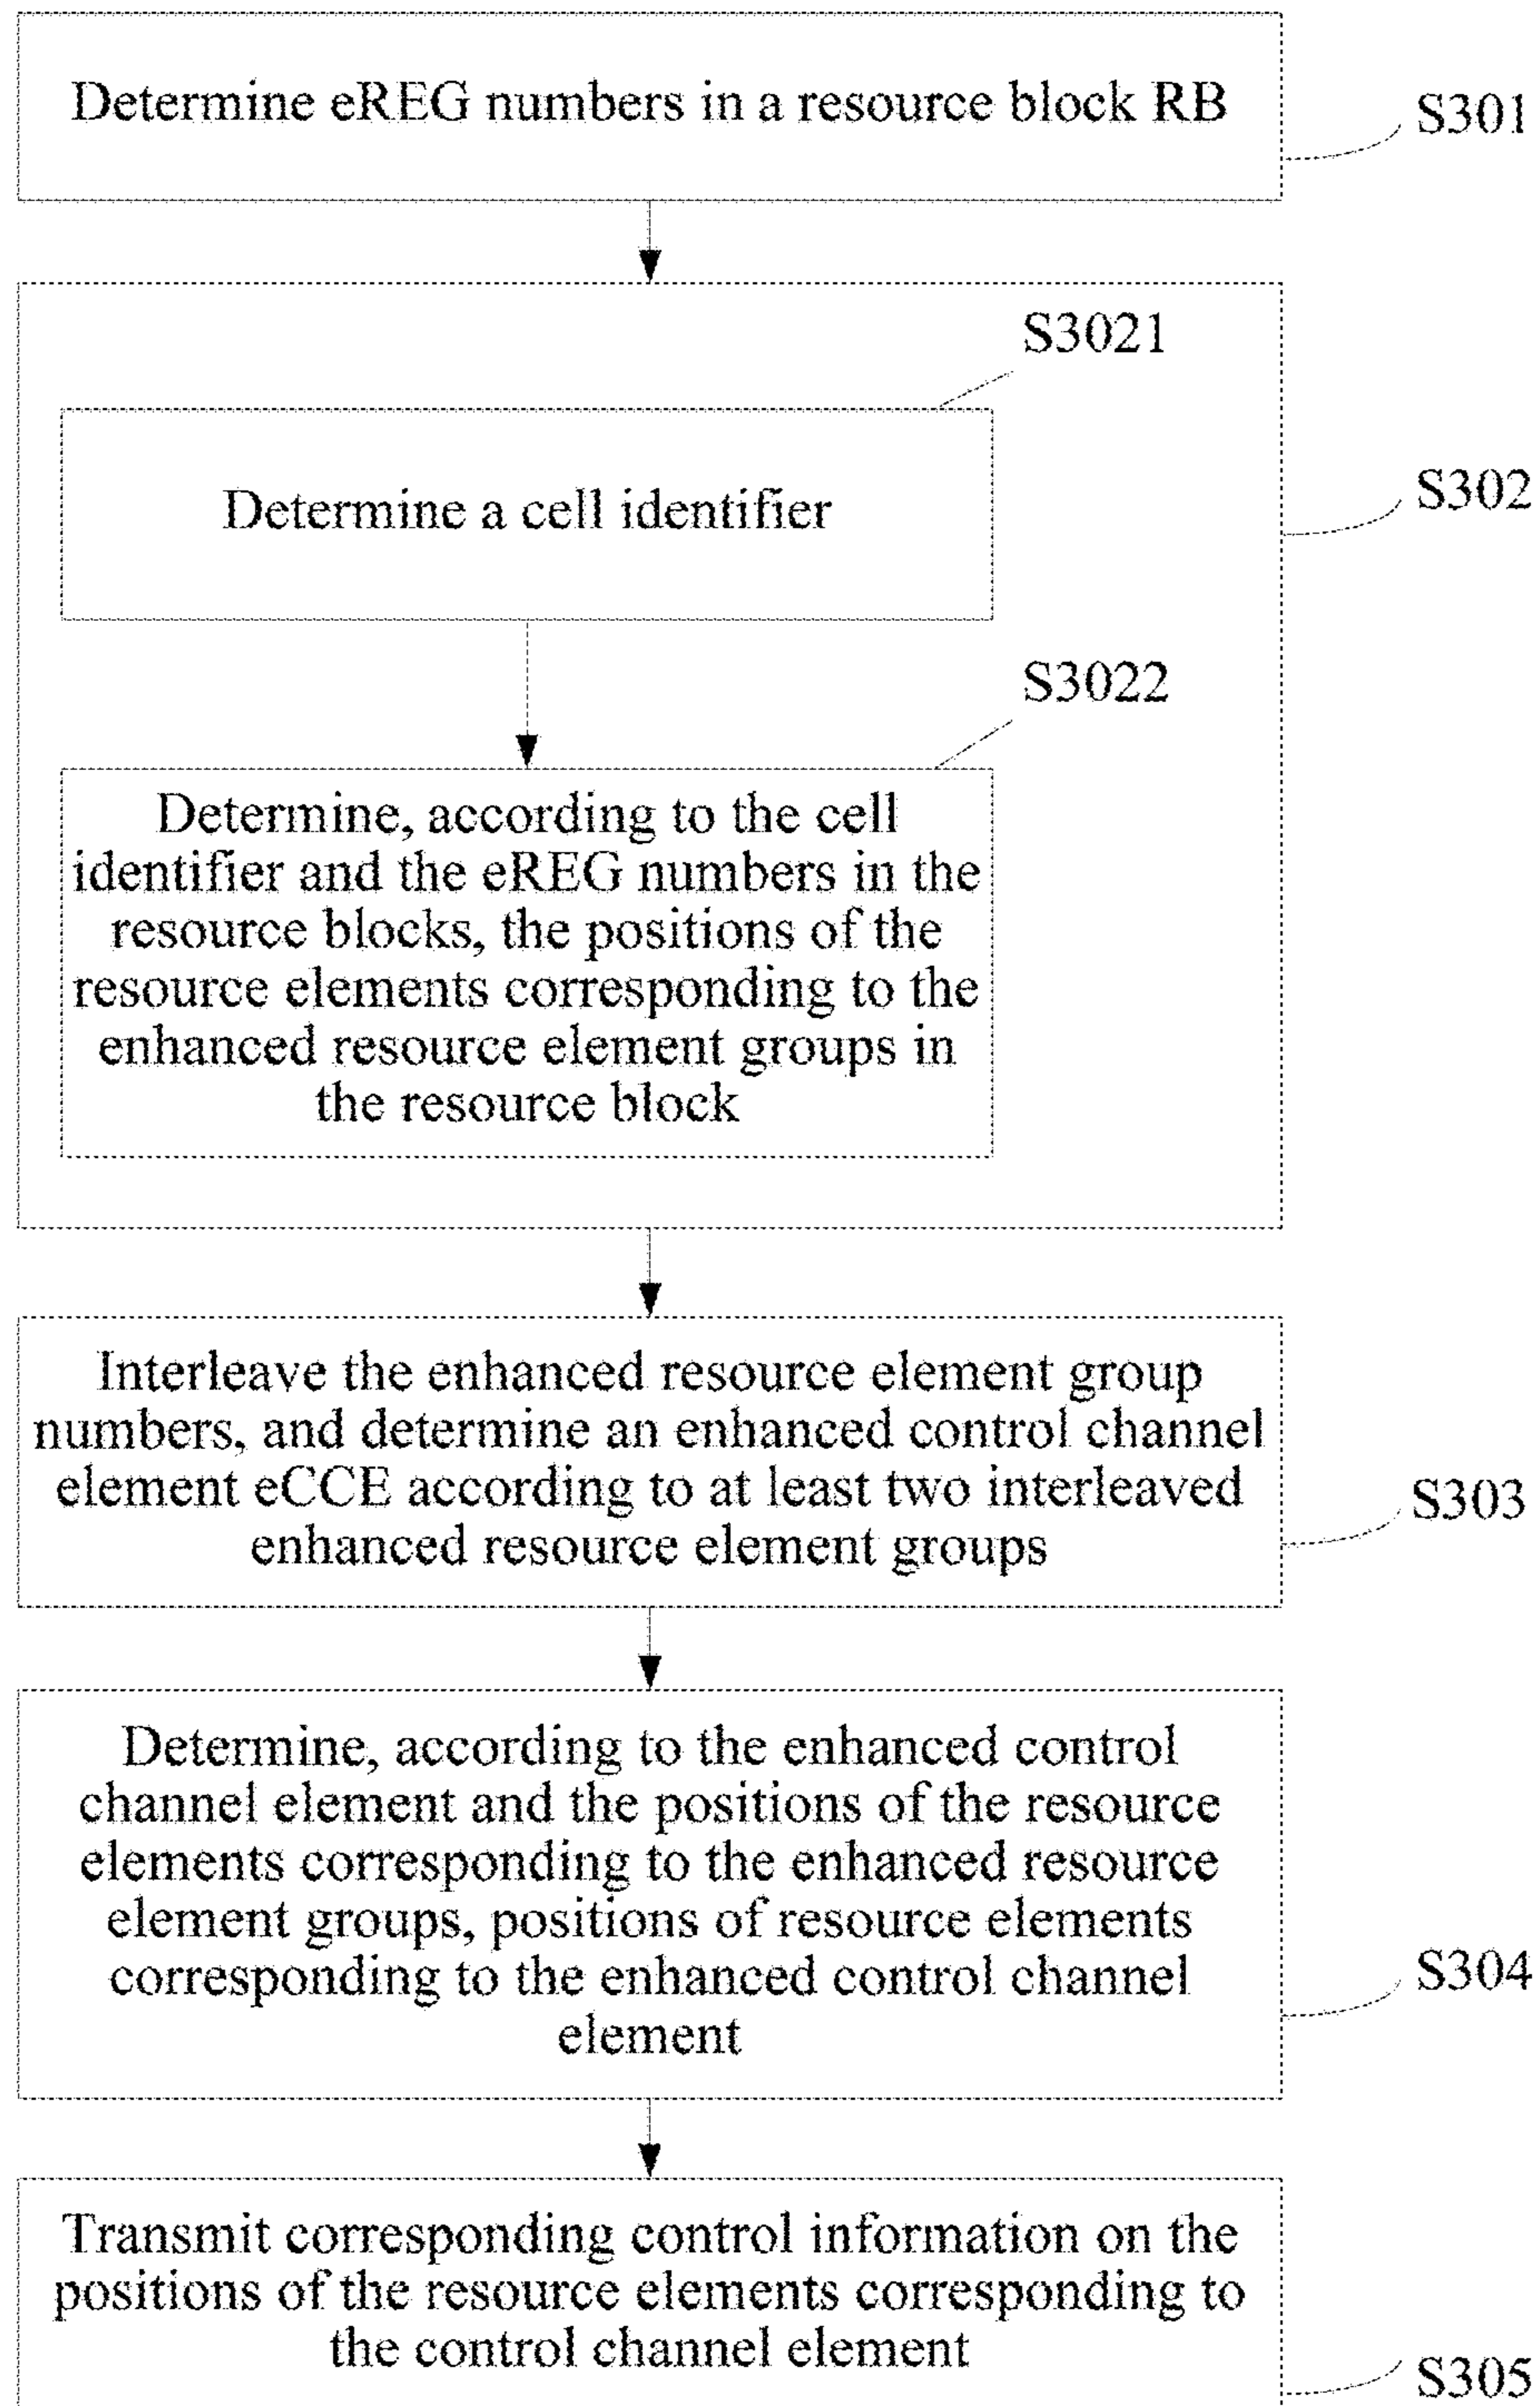 Determine eREG numbers in a resource block RB
S301
S3021
Determine a cell identifier
S302
S3022
Determine, according to the cell
identifier and the eREG numbers in the
resource blocks, the positions of the
resource elements corresponding to the
enhanced resource element groups in
the resource block
Interleave the enhanced resource element group
numbers, and determine an enhanced control channel
element eCCE according to at least two interleaved
enhanced resource element groups
S303
Determine, according to the enhanced control
channel element and the positions of the resource
elements corresponding to the enhanced resource
element groups, positions of resource elements
corresponding to the enhanced control channel
element
S304
Transmit corresponding control information on the
positions of the resource elements corresponding to
the control channel element
S305